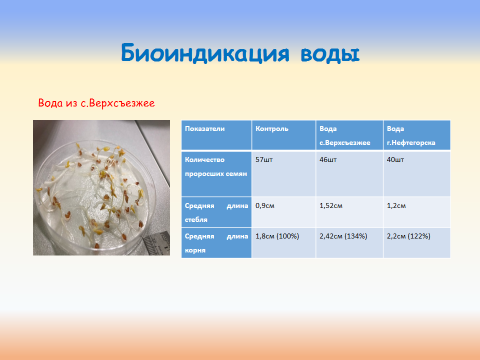 Биоиндикация воды
Вода из с.Верхсъезжее
Показатели Контроль Вода Вода
с.Верхсъезжее г.Нефтегорска
Количество 57шт 46шт 40шт
проросших семян
Средняя длина 0,9см 1,52см 1,2см
стебля
Средняя длина 1,8см (100%) 2,42см (134%) 2,2см (122%)
корня